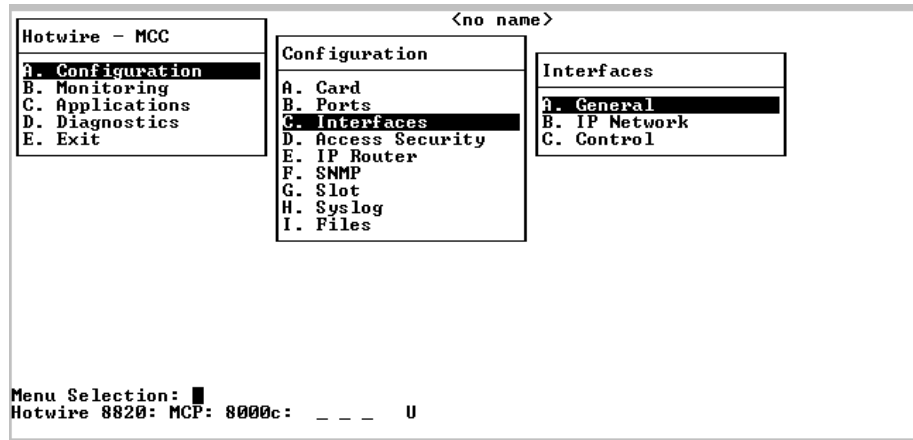 <no name>
Hotwire - MCC
A. Configuration
B. Monitoring
C. Applications
D. Diagnostics
E. Exit
Configuration
A. Card
B. Ports
C. Interfaces
D. Access Security
E. IP Router
F. SNMP
G. Slot
H. Syslog
I. Files
Interfaces
A. General
B. IP Network
C. Control
Menu Selection:
Hotwire 8820: MCP: 8000c: _ _ _ U